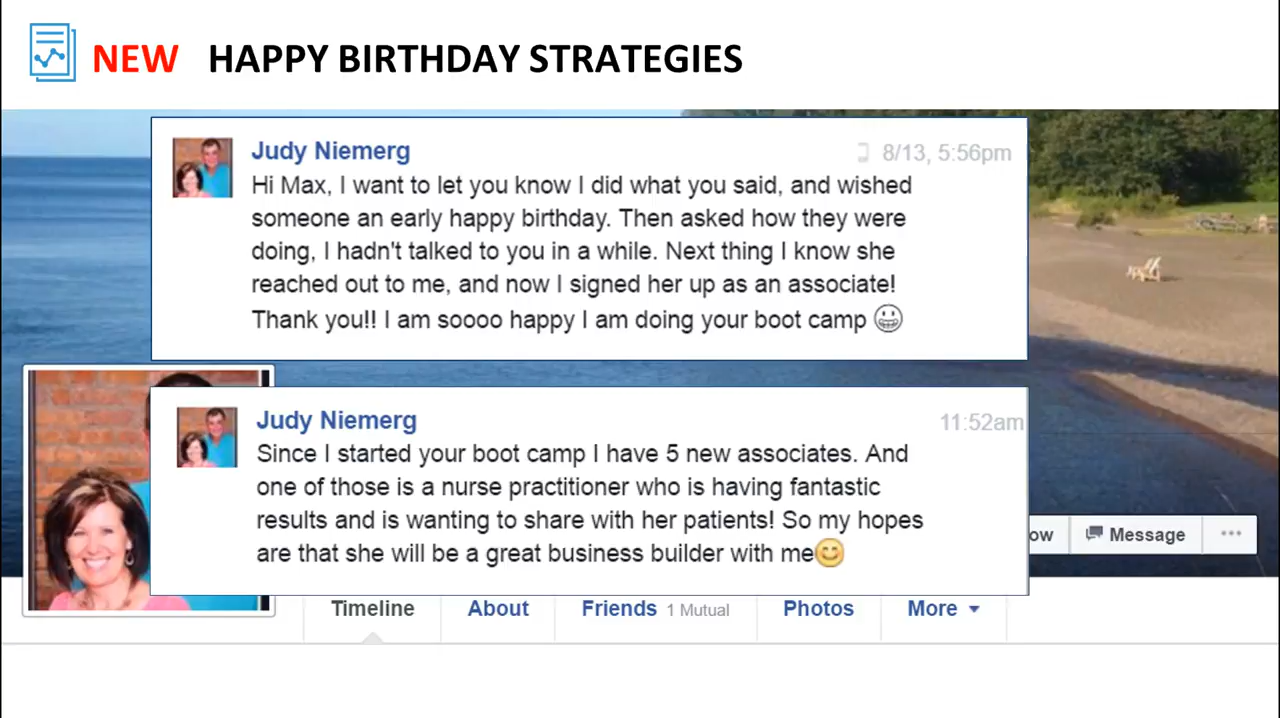 NEW HAPPY BIRTHDAY STRATEGIES
Judy Niemerg
8/13, 5:56pm
Hi Max, I want to let you know I did what you said, and wished
someone an early happy birthday. Then asked how they were
doing, I hadn't talked to you in a while. Next thing I know she
reached out to me, and now I signed her up as an associate!
Thank you!! I am soooo happy I am doing your boot camp 😀
Judy Niemerg
11:52am
Since I started your boot camp I have 5 new associates. And
one of those is a nurse practitioner who is having fantastic
results and is wanting to share with her patients! So my hopes
are that she will be a great business builder with me😊
ow
Message
Timeline
About
Friends 1 Mutual
Photos
More